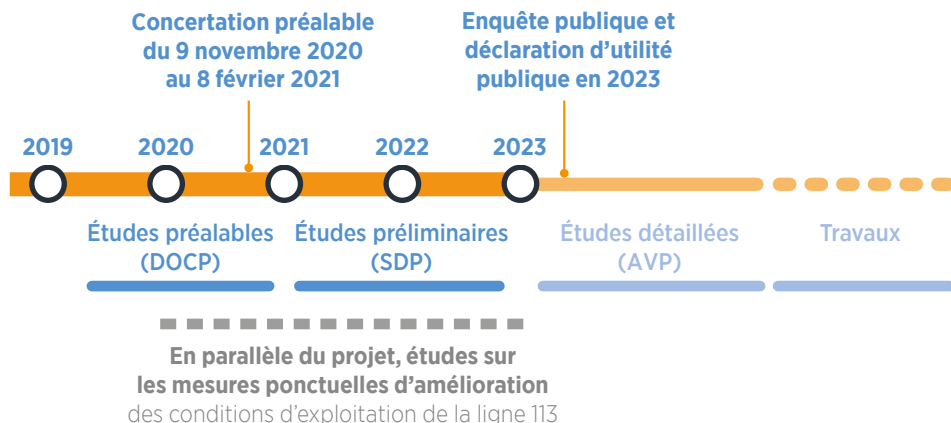 Concertation préalable
du 9 novembre 2020
au 8 février 2021
Enquête publique et
déclaration d’utilité
publique en 2023
2019 2020 2021 2022 2023
Études préalables
(DOCP)
Études préliminaires
(SDP)
Études détaillées
(AVP)
Travaux
En parallèle du projet, études sur
les mesures ponctuelles d’amélioration
des conditions d’exploitation de la ligne 113